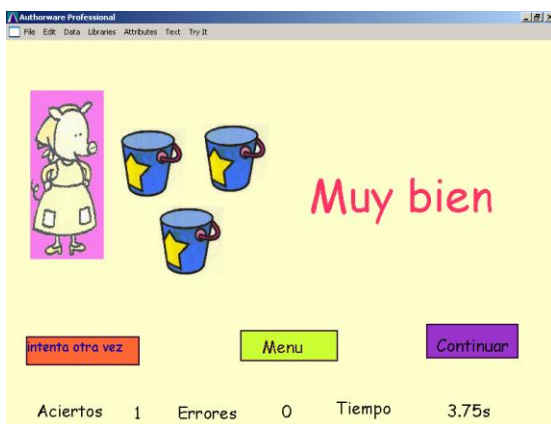 Authorware Professional
File Edit Data Libraries Attributes Text Try It
Muy bien
intenta otra vez
Menu
Continuar
Aciertos 1 Errores 0 Tiempo 3.75s